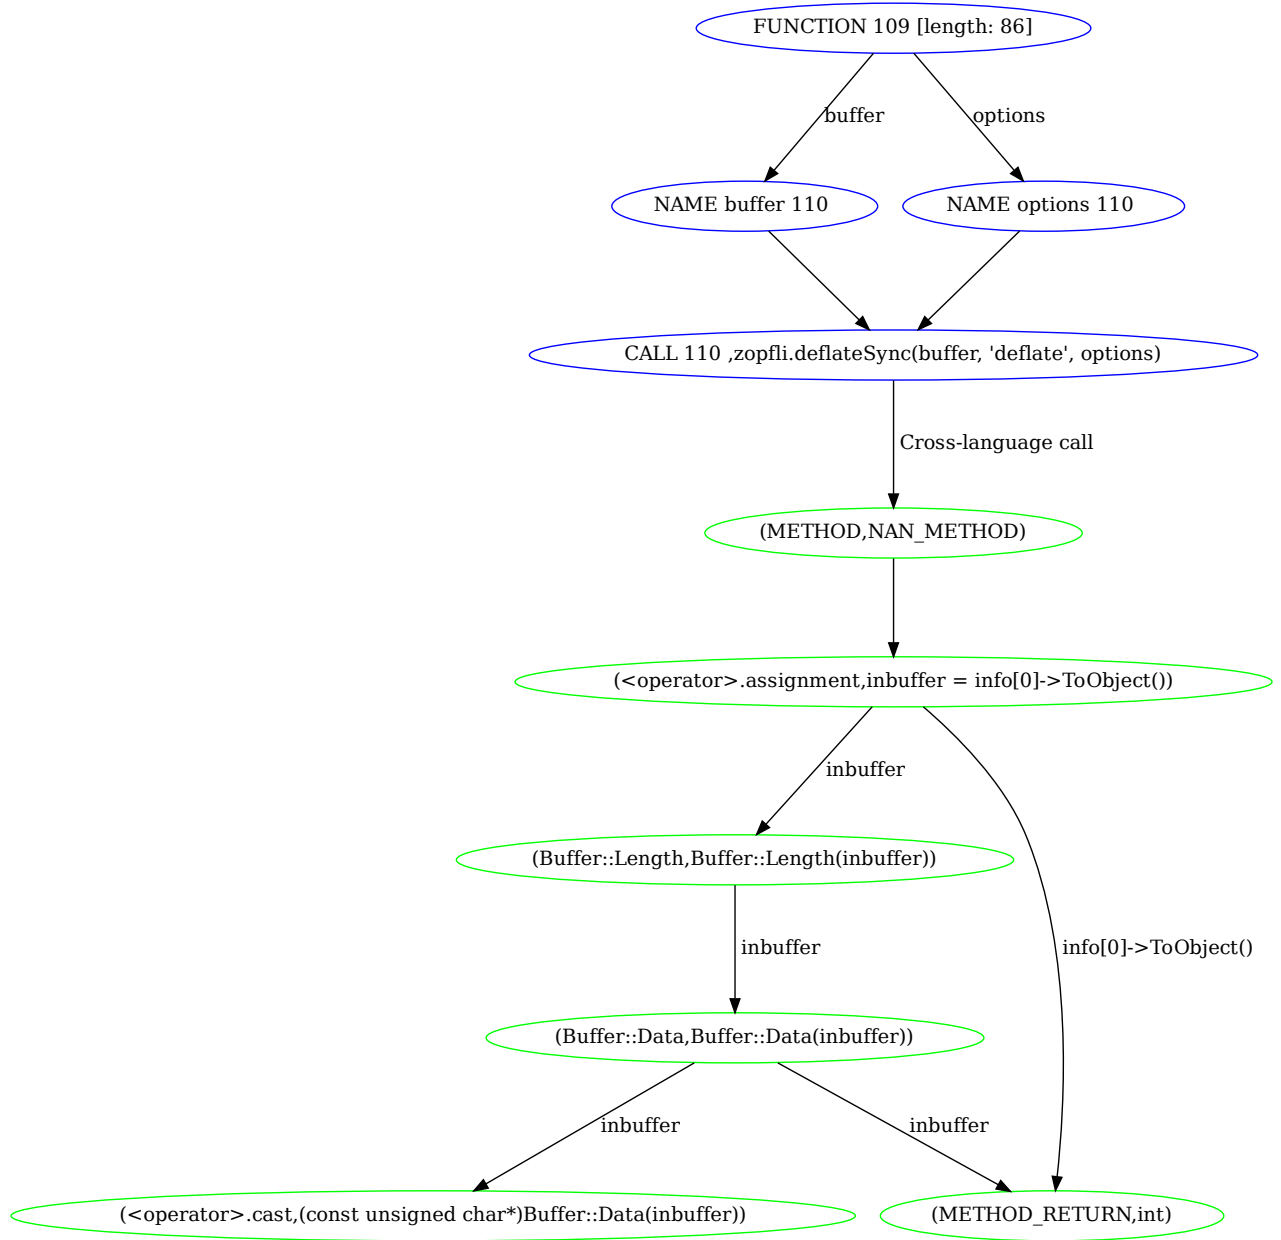 FUNCTION 109 [length: 86]
buffer
options
NAME buffer 110
NAME options 110
CALL 110 ,zopfli.deflateSync(buffer, 'deflate', options)
Cross-language call
(METHOD,NAN_METHOD)
(<operator>.assignment,inbuffer = info[0]->ToObject())
inbuffer
(Buffer::Length,Buffer::Length(inbuffer))
inbuffer
info[0]->ToObject()
(Buffer::Data,Buffer::Data(inbuffer))
inbuffer
inbuffer
(<operator>.cast,(const unsigned char*)Buffer::Data(inbuffer))
(METHOD_RETURN,int)